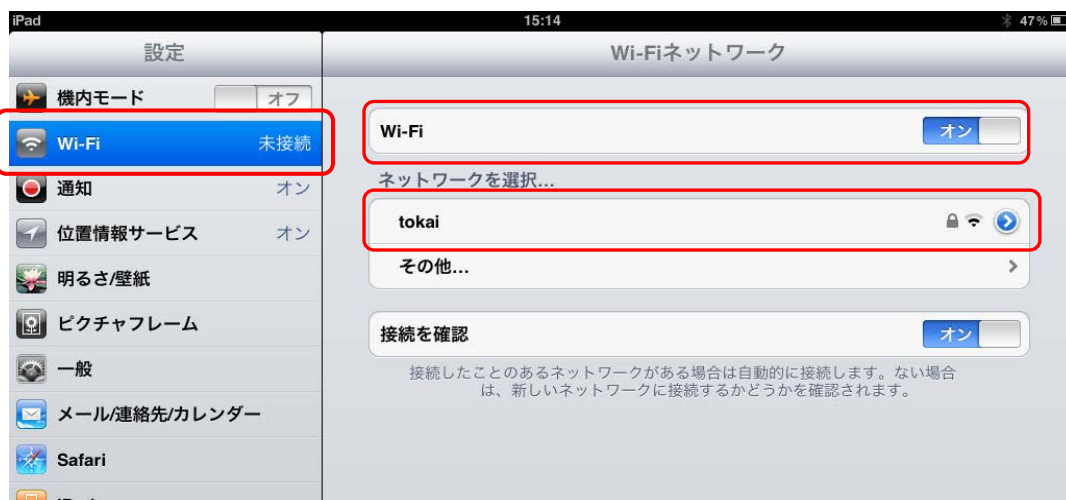 iPad 15:14 47%
設定
機内モード オフ
Wi-Fi 未接続
通知 オン
位置情報サービス オン
明るさ/壁紙
ピクチャフレーム
一般
メール/連絡先/カレンダー
Safari
Wi-Fiネットワーク
Wi-Fi オン
ネットワークを選択...
tokai
その他...
接続を確認 オン
接続したことのあるネットワークがある場合は自動的に接続します。ない場合
は、新しいネットワークに接続するかどうかを確認されます。